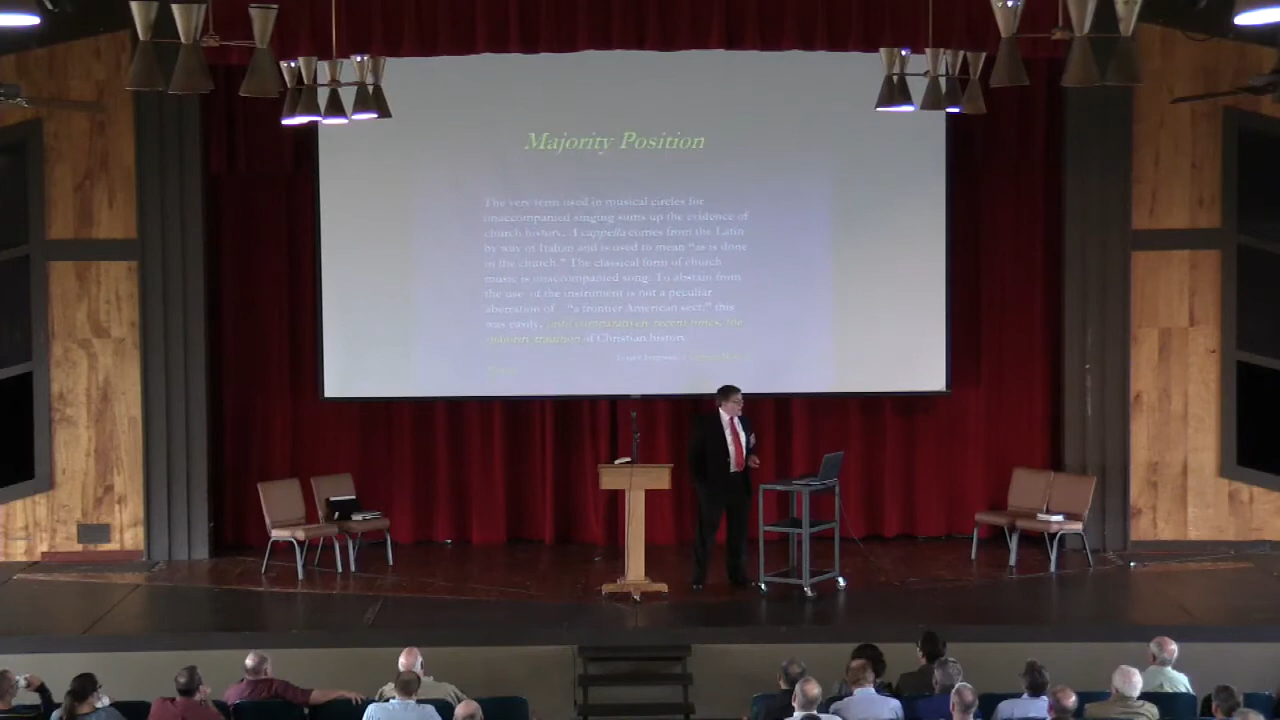 Majority Position
The very term used in musical circles for
unaccompanied singing sums up the evidence of
church history. A cappella comes from the Latin
by way of Italian and is used to mean "as is done
in the church." The classical form of church
music is unaccompanied song. To abstain from
the use of the instrument is not a peculiar
aberration of "a frontier American sect:" this
was easily, until comparatively recent times, the
majority tradition of Christian history.